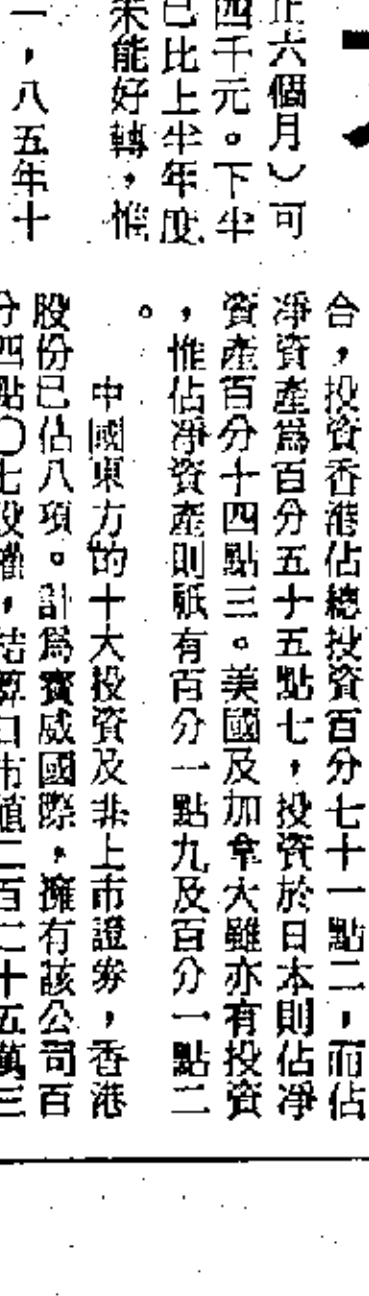 止六個月）可
四千元。下半
已比上半年度
未能好轉，惟
一，八五年十
合，投資香港佔總投資百分七十一點二，而佔
淨資產爲百分五十五點七，投資於日本則佔淨
資產百分十四點三。美國及加拿大雖亦有投資
，惟佔淨資產則祇有百分一點九及百分一點二
。
中國東方的十大投資及非上市證券，香港
股份已佔八項。計爲寶威國際，擁有該公司百
分四點〇七股權，結算日市值二百二十五萬三